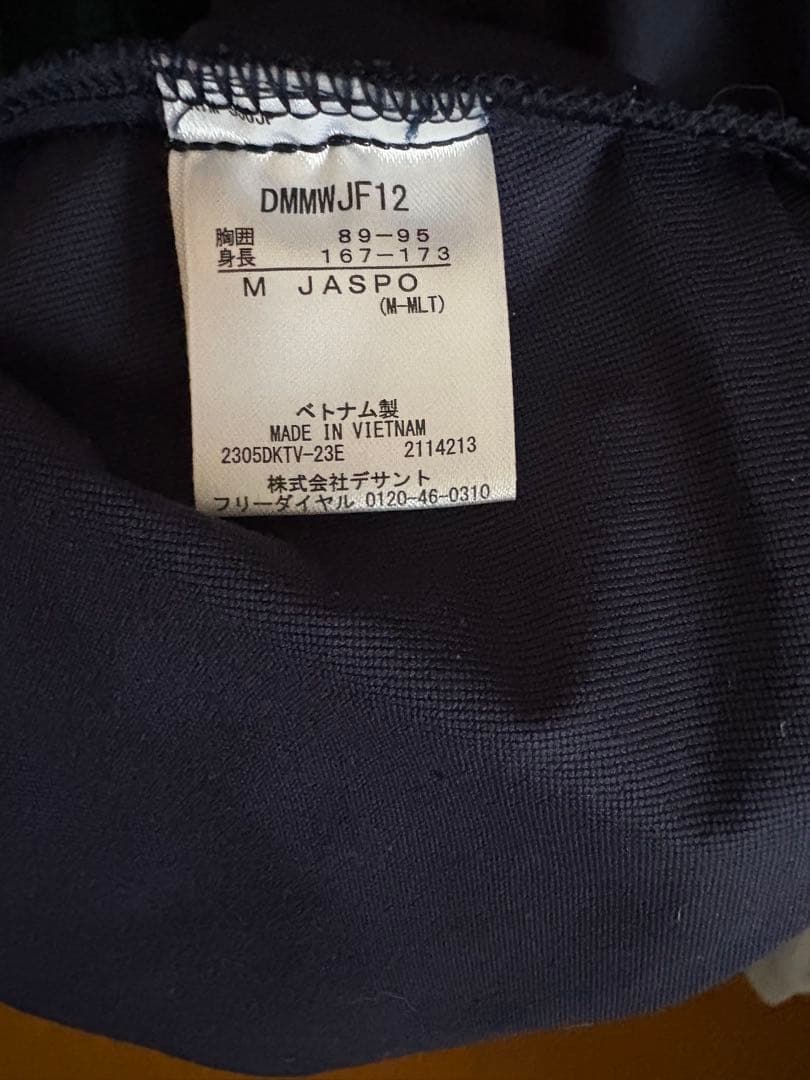 DMMWJF12
胸囲 89-95
身長 167-173
M JASPO
(M-MLT)
ベトナム製
MADE IN VIETNAM
2305DKTV-23E 2114213
株式会社デサント
フリーダイヤル 0120-46-0310